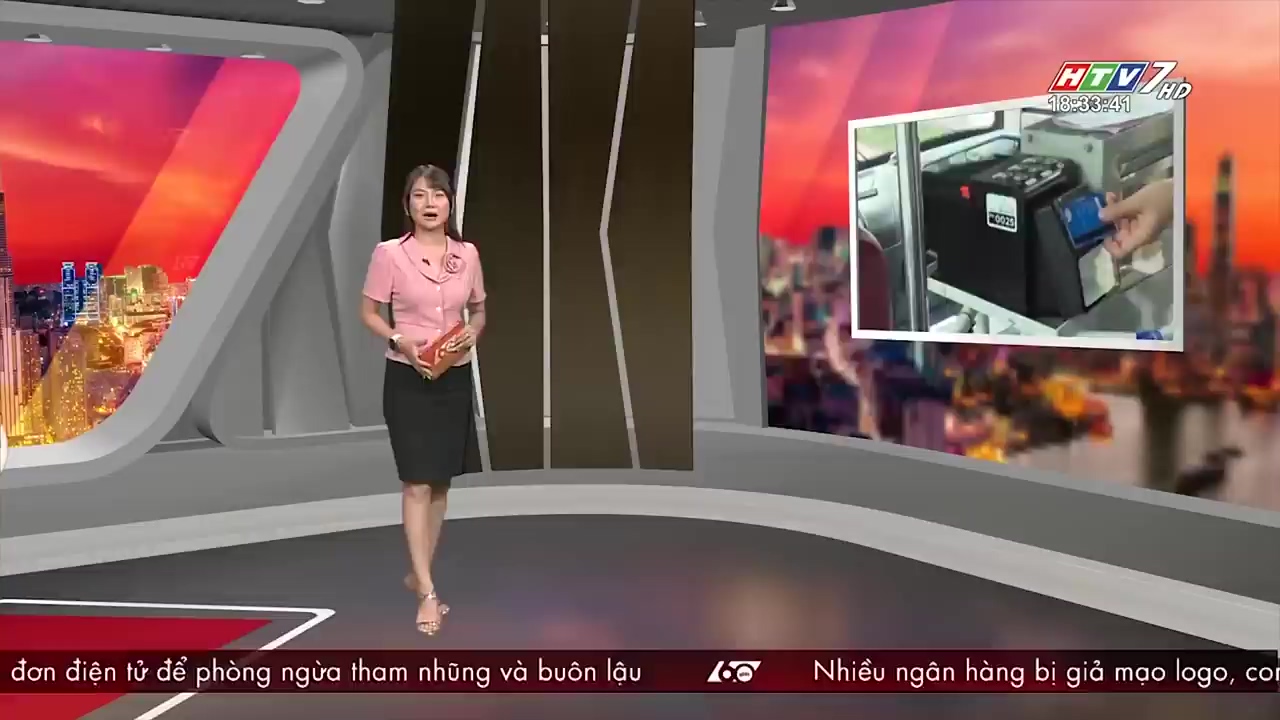 HTV7 HD
18:33:41
0025
đơn điện tử để phòng ngừa tham nhũng và buôn lậu 60 Nhiều ngân hàng bị giả mạo logo,